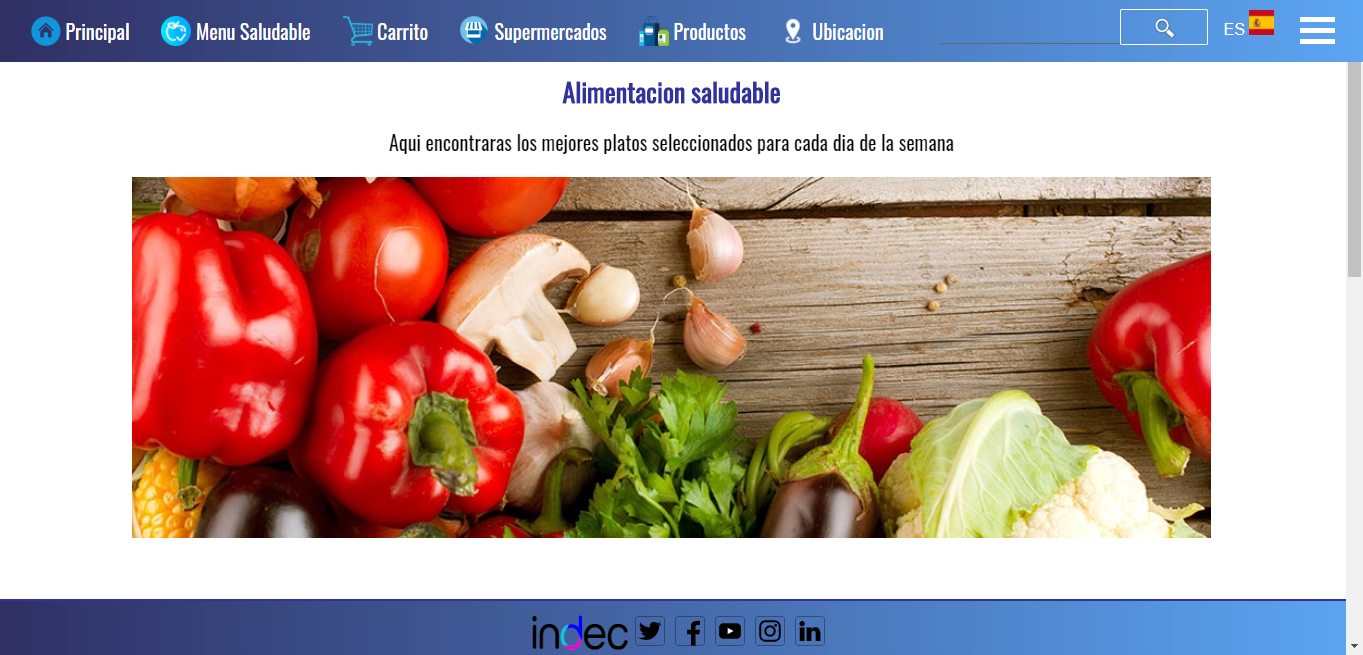 Principal Menu Saludable Carrito Supermercados Productos Ubicacion ES
Alimentacion saludable
Aqui encontraras los mejores platos seleccionados para cada dia de la semana
indec